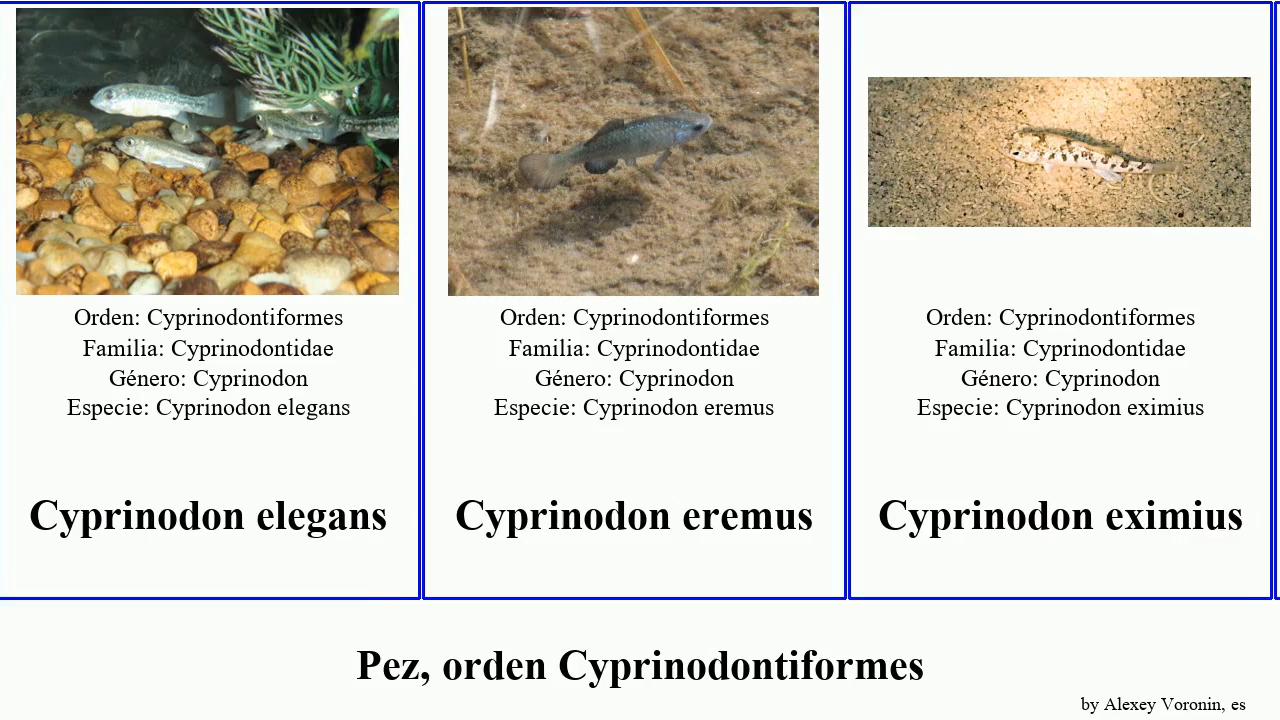 Orden: Cyprinodontiformes
Familia: Cyprinodontidae
Género: Cyprinodon
Especie: Cyprinodon elegans
Cyprinodon elegans
Orden: Cyprinodontiformes
Familia: Cyprinodontidae
Género: Cyprinodon
Especie: Cyprinodon eremus
Cyprinodon eremus
Orden: Cyprinodontiformes
Familia: Cyprinodontidae
Género: Cyprinodon
Especie: Cyprinodon eximius
Cyprinodon eximius
Pez, orden Cyprinodontiformes
by Alexey Voronin, es